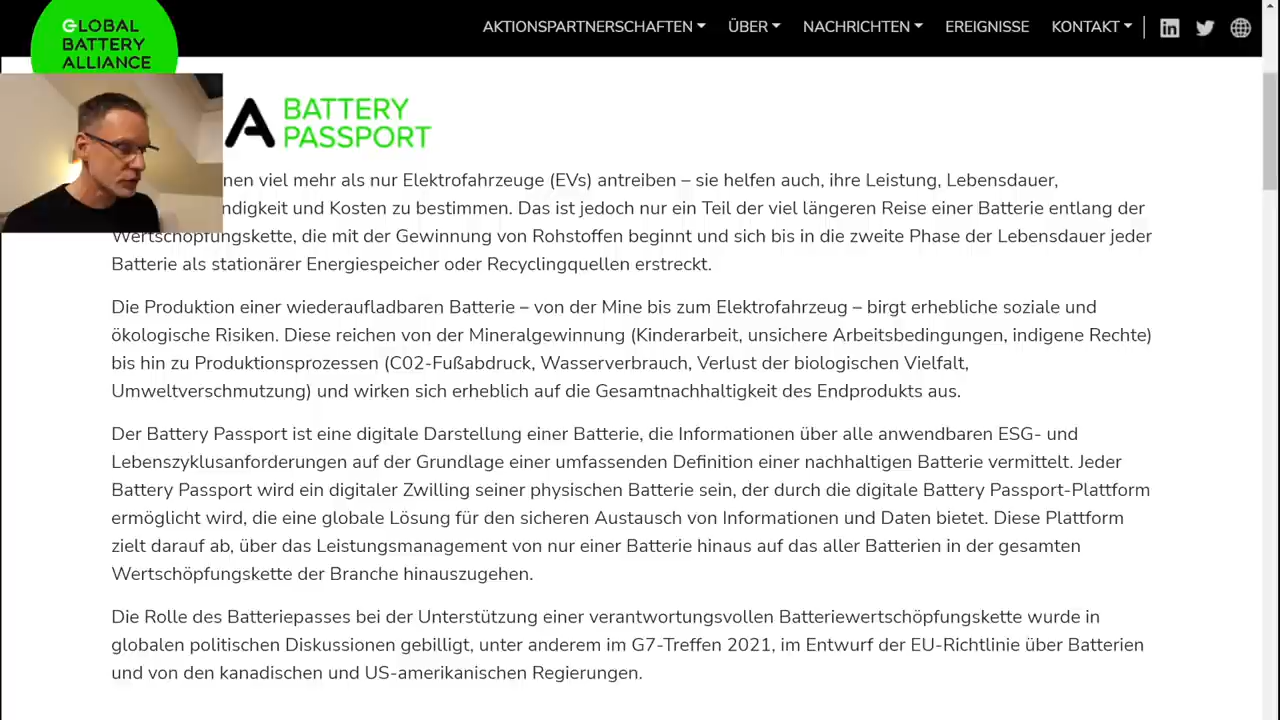 GLOBAL
BATTERY
ALLIANCE
AKTIONSPARTNERSCHAFTEN ÜBER NACHRICHTEN EREIGNISSE KONTAKT
A BATTERY
PASSPORT
viel mehr als nur Elektrofahrzeuge (EVs) antreiben – sie helfen auch, ihre Leistung, Lebensdauer,
und Kosten zu bestimmen. Das ist jedoch nur ein Teil der viel längeren Reise einer Batterie entlang der
Wertschöpfungskette, die mit der Gewinnung von Rohstoffen beginnt und sich bis in die zweite Phase der Lebensdauer jeder
Batterie als stationärer Energiespeicher oder Recyclingquellen erstreckt.
Die Produktion einer wiederaufladbaren Batterie – von der Mine bis zum Elektrofahrzeug – birgt erhebliche soziale und
ökologische Risiken. Diese reichen von der Mineralgewinnung (Kinderarbeit, unsichere Arbeitsbedingungen, indigene Rechte)
bis hin zu Produktionsprozessen (C02-Fußabdruck, Wasserverbrauch, Verlust der biologischen Vielfalt,
Umweltverschmutzung) und wirken sich erheblich auf die Gesamtnachhaltigkeit des Endprodukts aus.
Der Battery Passport ist eine digitale Darstellung einer Batterie, die Informationen über alle anwendbaren ESG- und
Lebenszyklusanforderungen auf der Grundlage einer umfassenden Definition einer nachhaltigen Batterie vermittelt. Jeder
Battery Passport wird ein digitaler Zwilling seiner physischen Batterie sein, der durch die digitale Battery Passport-Plattform
ermöglicht wird, die eine globale Lösung für den sicheren Austausch von Informationen und Daten bietet. Diese Plattform
zielt darauf ab, über das Leistungsmanagement von nur einer Batterie hinaus auf das aller Batterien in der gesamten
Wertschöpfungskette der Branche hinauszugehen.
Die Rolle des Batteriepasses bei der Unterstützung einer verantwortungsvollen Batteriewertschöpfungskette wurde in
globalen politischen Diskussionen gebilligt, unter anderem im G7-Treffen 2021, im Entwurf der EU-Richtlinie über Batterien
und von den kanadischen und US-amerikanischen Regierungen.